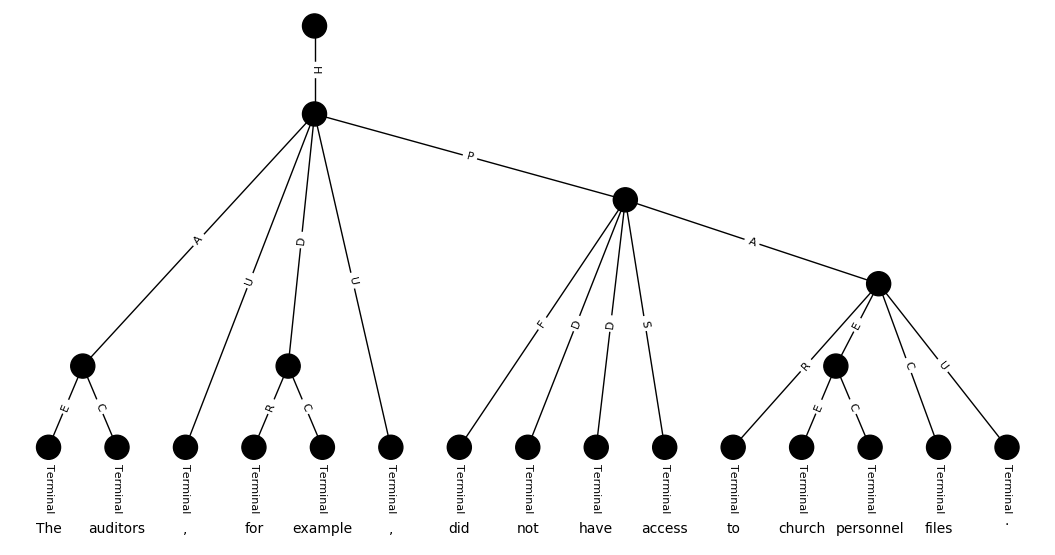 H
P
A
U
D
U
A
F
D
D
S
E
R
C
U
E
C
R
C
E
C
Terminal Terminal Terminal Terminal Terminal Terminal Terminal Terminal Terminal Terminal Terminal Terminal Terminal Terminal Terminal
The auditors , for example , did not have access to church personnel files .